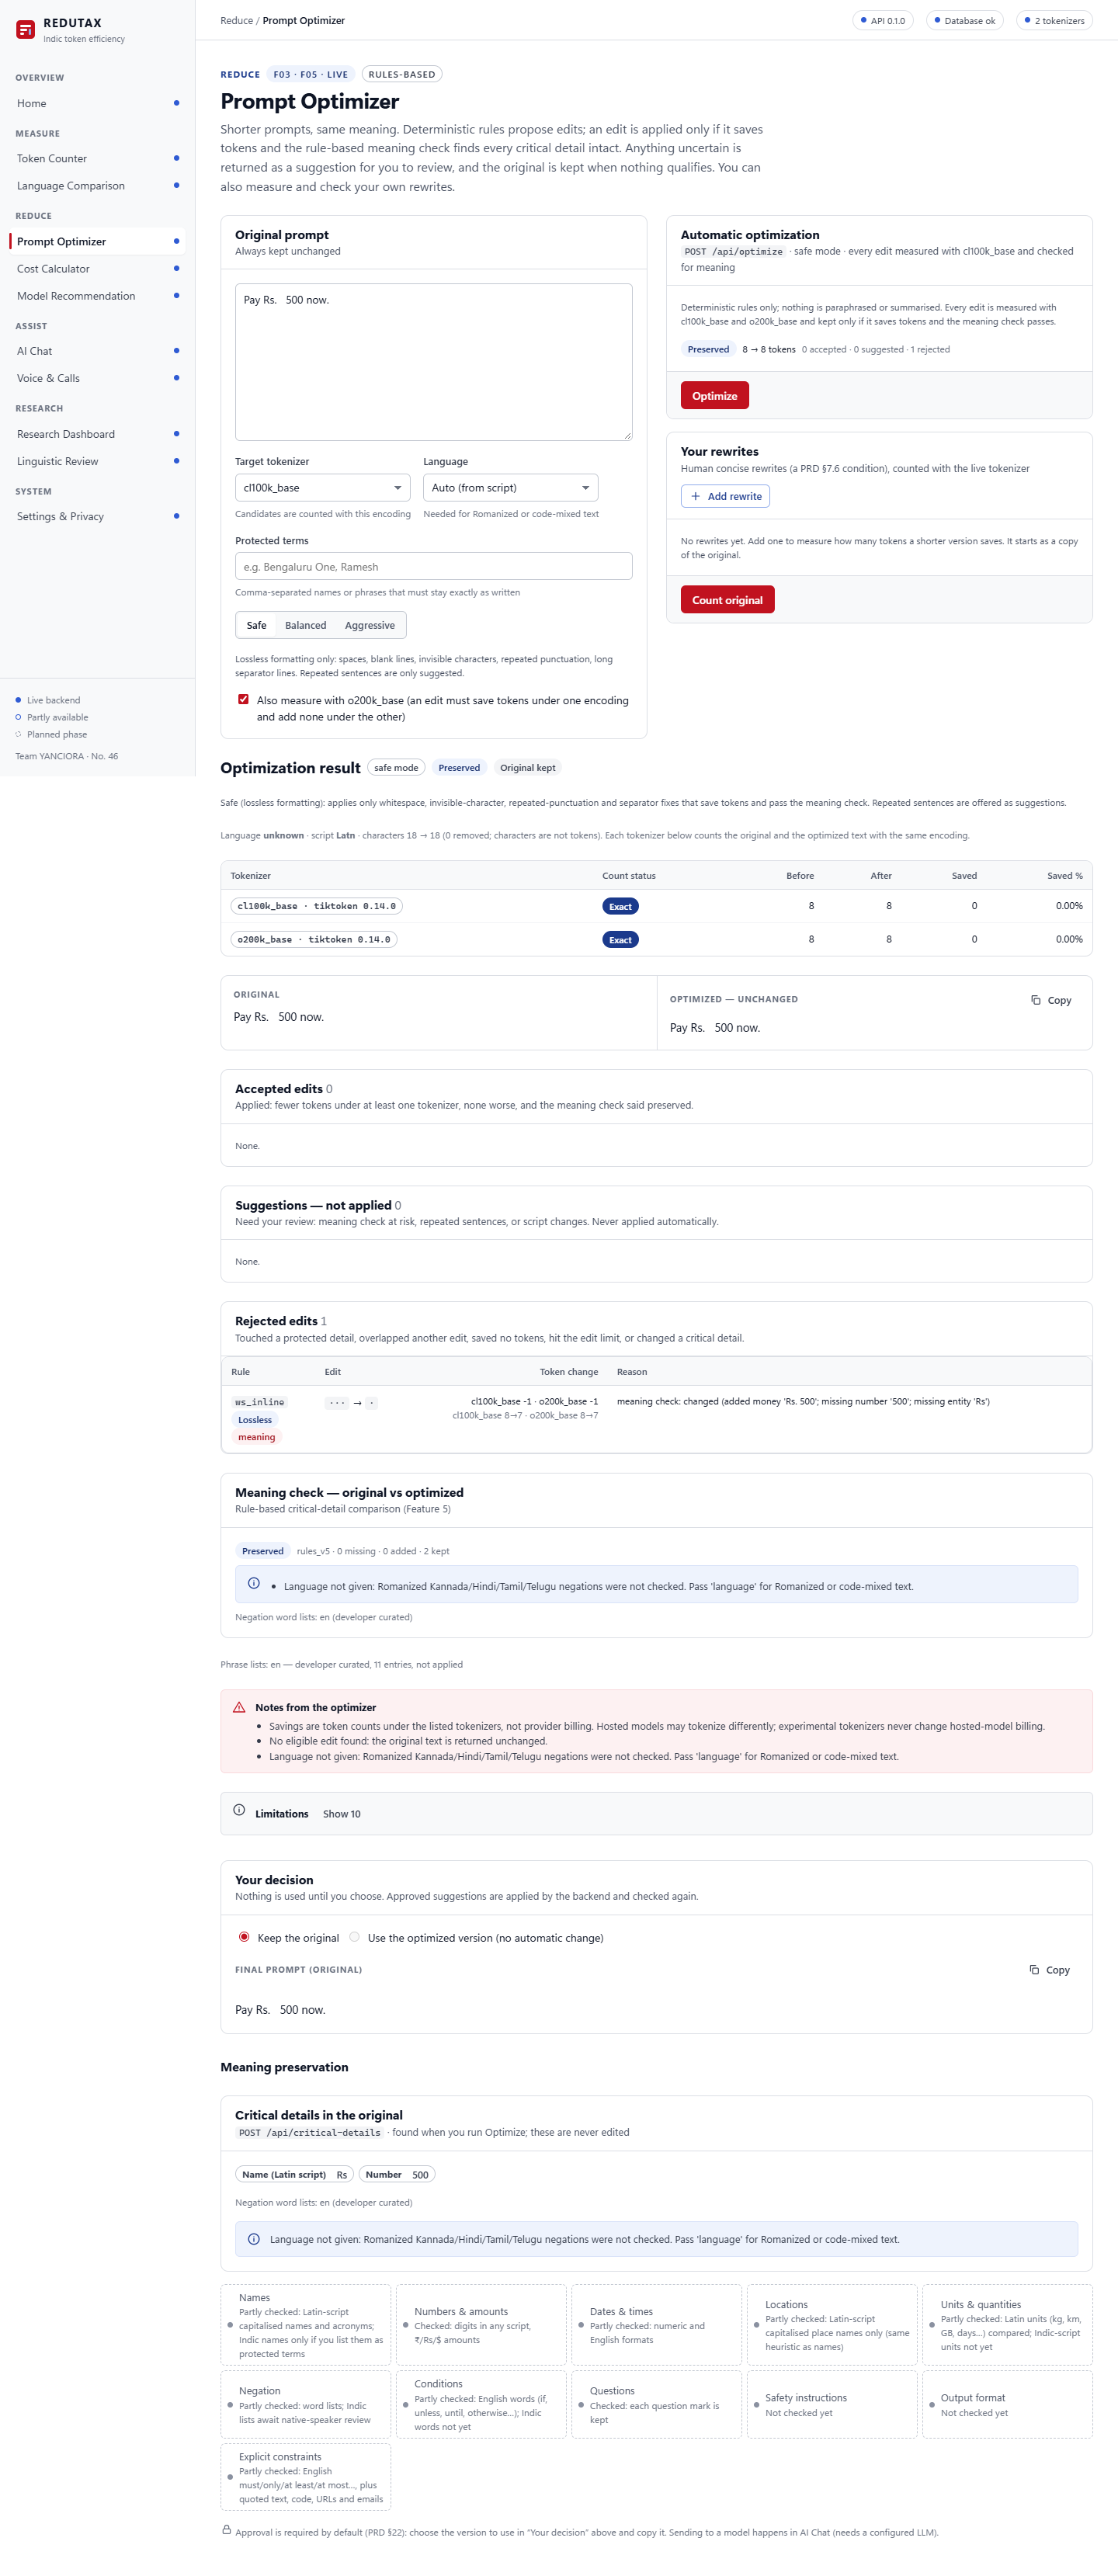 REDUTAX
Indic token efficiency
OVERVIEW
Home
MEASURE
Token Counter
Language Comparison
REDUCE
Prompt Optimizer
Cost Calculator
Model Recommendation
ASSIST
AI Chat
Voice & Calls
RESEARCH
Research Dashboard
Linguistic Review
SYSTEM
Settings & Privacy
Live backend
Partly available
Planned phase
Team YANCIORA · No. 46
Reduce / Prompt Optimizer
API 0.1.0
Database ok
2 tokenizers
REDUCE F03 · F05 · LIVE RULES-BASED
Prompt Optimizer
Shorter prompts, same meaning. Deterministic rules propose edits; an edit is applied only if it saves
tokens and the rule-based meaning check finds every critical detail intact. Anything uncertain is
returned as a suggestion for you to review, and the original is kept when nothing qualifies. You can
also measure and check your own rewrites.
Original prompt
Always kept unchanged
Pay Rs.   500 now.
Target tokenizer
cl100k_base
Candidates are counted with this encoding
Language
Auto (from script)
Needed for Romanized or code-mixed text
Protected terms
e.g. Bengaluru One, Ramesh
Comma-separated names or phrases that must stay exactly as written
Safe Balanced Aggressive
Lossless formatting only: spaces, blank lines, invisible characters, repeated punctuation, long
separator lines. Repeated sentences are only suggested.
Also measure with o200k_base (an edit must save tokens under one encoding
and add none under the other)
Automatic optimization
POST /api/optimize · safe mode · every edit measured with cl100k_base and checked
for meaning
Deterministic rules only; nothing is paraphrased or summarised. Every edit is measured with
cl100k_base and o200k_base and kept only if it saves tokens and the meaning check passes.
Preserved 8 → 8 tokens 0 accepted · 0 suggested · 1 rejected
Optimize
Your rewrites
Human concise rewrites (a PRD §7.6 condition), counted with the live tokenizer
+ Add rewrite
No rewrites yet. Add one to measure how many tokens a shorter version saves. It starts as a copy
of the original.
Count original
Optimization result safe mode Preserved Original kept
Safe (lossless formatting): applies only whitespace, invisible-character, repeated-punctuation and separator fixes that save tokens and pass the meaning check. Repeated sentences are offered as suggestions.
Language unknown · script Latn · characters 18 → 18 (0 removed; characters are not tokens). Each tokenizer below counts the original and the optimized text with the same encoding.
Tokenizer Count status Before After Saved Saved %
cl100k_base · tiktoken 0.14.0 Exact 8 8 0 0.00%
o200k_base · tiktoken 0.14.0 Exact 8 8 0 0.00%
ORIGINAL
Pay Rs.   500 now.
OPTIMIZED — UNCHANGED Copy
Pay Rs.   500 now.
Accepted edits 0
Applied: fewer tokens under at least one tokenizer, none worse, and the meaning check said preserved.
None.
Suggestions — not applied 0
Need your review: meaning check at risk, repeated sentences, or script changes. Never applied automatically.
None.
Rejected edits 1
Touched a protected detail, overlapped another edit, saved no tokens, hit the edit limit, or changed a critical detail.
Rule Edit Token change Reason
ws_inline ··· → · cl100k_base -1 · o200k_base -1 meaning check: changed (added money 'Rs. 500'; missing number '500'; missing entity 'Rs')
Lossless cl100k_base 8→7 · o200k_base 8→7
meaning
Meaning check — original vs optimized
Rule-based critical-detail comparison (Feature 5)
Preserved rules_v5 · 0 missing · 0 added · 2 kept
• Language not given: Romanized Kannada/Hindi/Tamil/Telugu negations were not checked. Pass 'language' for Romanized or code-mixed text.
Negation word lists: en (developer curated)
Phrase lists: en — developer curated, 11 entries, not applied
Notes from the optimizer
• Savings are token counts under the listed tokenizers, not provider billing. Hosted models may tokenize differently; experimental tokenizers never change hosted-model billing.
• No eligible edit found: the original text is returned unchanged.
• Language not given: Romanized Kannada/Hindi/Tamil/Telugu negations were not checked. Pass 'language' for Romanized or code-mixed text.
Limitations Show 10
Your decision
Nothing is used until you choose. Approved suggestions are applied by the backend and checked again.
Keep the original Use the optimized version (no automatic change)
FINAL PROMPT (ORIGINAL) Copy
Pay Rs.   500 now.
Meaning preservation
Critical details in the original
POST /api/critical-details · found when you run Optimize; these are never edited
Name (Latin script) Rs Number 500
Negation word lists: en (developer curated)
Language not given: Romanized Kannada/Hindi/Tamil/Telugu negations were not checked. Pass 'language' for Romanized or code-mixed text.
Names
Partly checked: Latin-script
capitalised names and acronyms;
Indic names only if you list them as
protected terms
Numbers & amounts
Checked: digits in any script,
₹/Rs/$ amounts
Dates & times
Partly checked: numeric and
English formats
Locations
Partly checked: Latin-script
capitalised place names only (same
heuristic as names)
Units & quantities
Partly checked: Latin units (kg, km,
GB, days...) compared; Indic-script
units not yet
Negation
Partly checked: word lists; Indic
lists await native-speaker review
Conditions
Partly checked: English words (if,
unless, until, otherwise...); Indic
words not yet
Questions
Checked: each question mark is
kept
Safety instructions
Not checked yet
Output format
Not checked yet
Explicit constraints
Partly checked: English
must/only/at least/at most..., plus
quoted text, code, URLs and emails
Approval is required by default (PRD §22): choose the version to use in “Your decision” above and copy it. Sending to a model happens in AI Chat (needs a configured LLM).